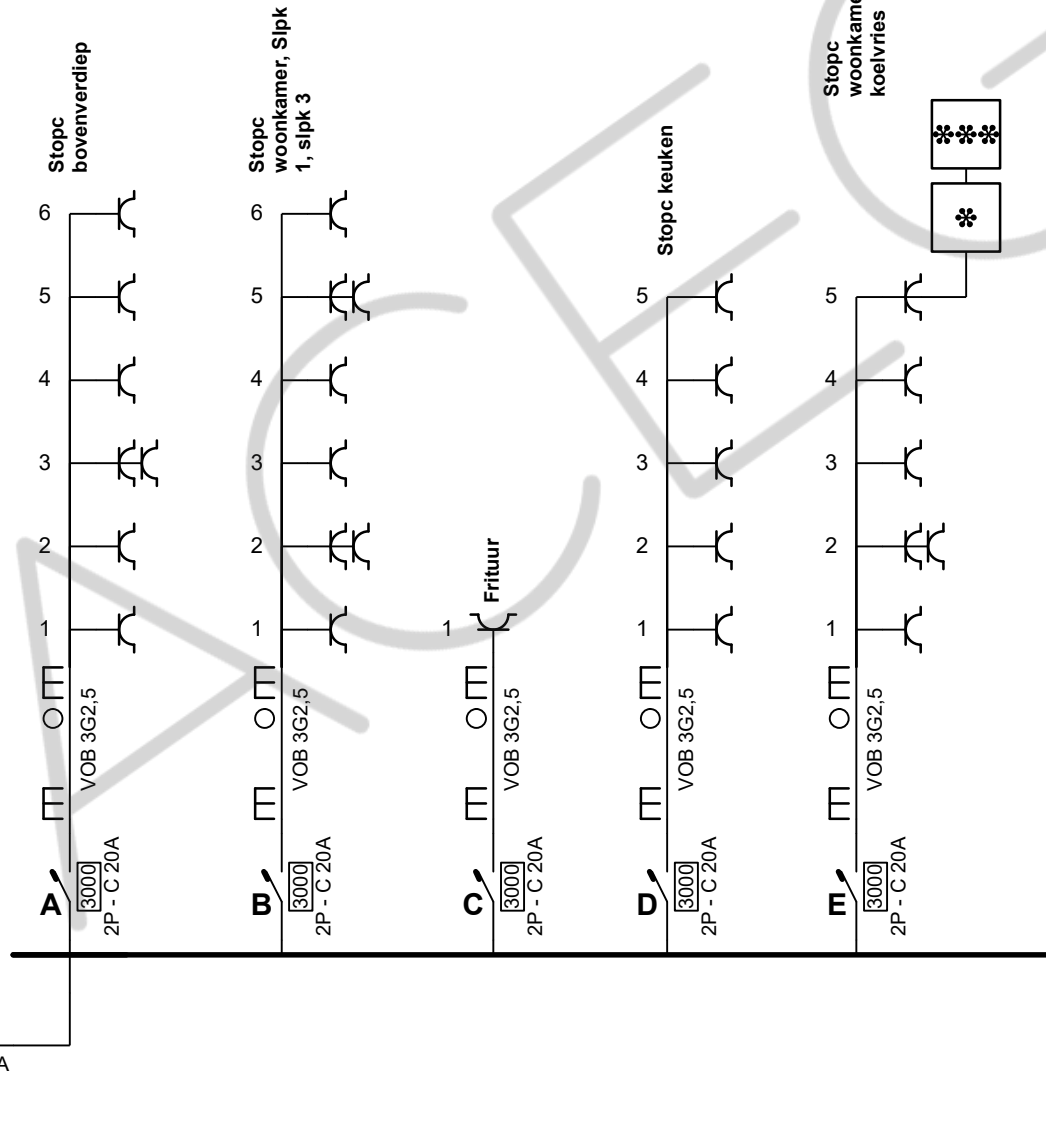 Stopc
bovenverdiep
6
5
4
3
2
1
VOB 3G2,5
A
3000
2P - C 20A
Stopc
woonkamer, Slpk
1, slpk 3
6
5
4
3
2
1
VOB 3G2,5
B
3000
2P - C 20A
Frituur
1
VOB 3G2,5
C
3000
2P - C 20A
Stopc keuken
5
4
3
2
1
VOB 3G2,5
D
3000
2P - C 20A
Stopc
woonkame
koelvries
5
4
3
2
1
VOB 3G2,5
E
3000
2P - C 20A
A
ACEG